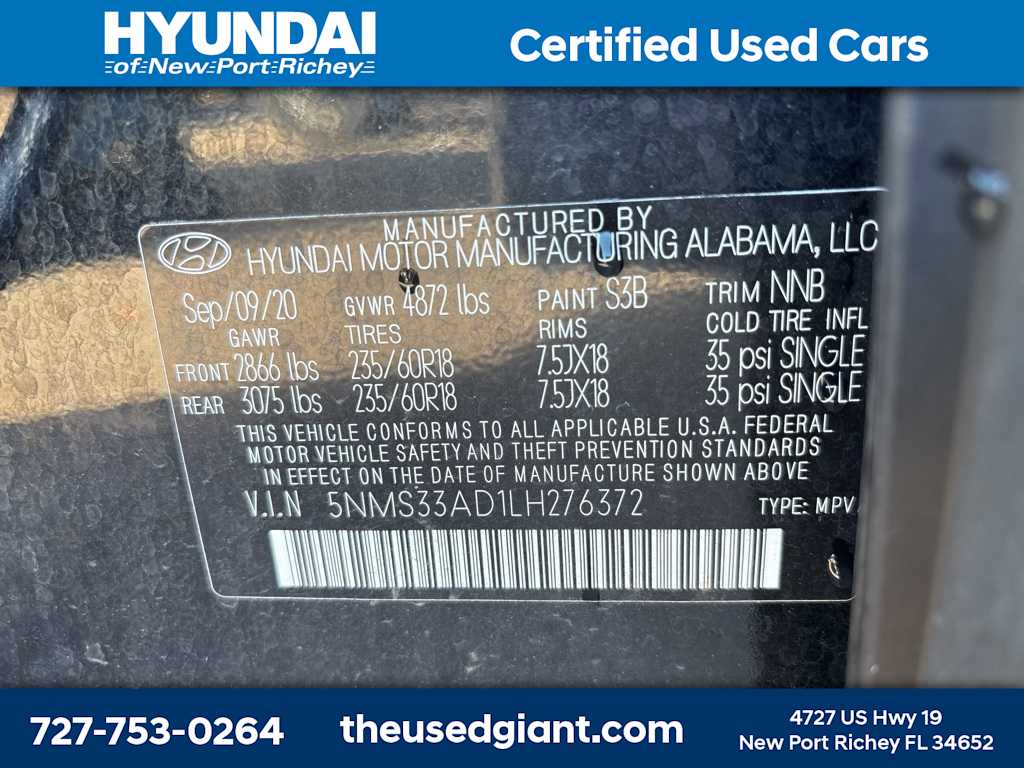 HYUNDAI
of New Port Richey
Certified Used Cars
MANUFACTURED BY
HYUNDAI MOTOR MANUFACTURING ALABAMA, LLC
Sep/09/20 GVWR 4872 lbs PAINT S3B TRIM NNB
GAWR TIRES RIMS COLD TIRE INFL
FRONT 2866 lbs 235/60R18 7.5JX18 35 psi SINGLE
REAR 3075 lbs 235/60R18 7.5JX18 35 psi SINGLE
THIS VEHICLE CONFORMS TO ALL APPLICABLE U.S.A. FEDERAL
MOTOR VEHICLE SAFETY AND THEFT PREVENTION STANDARDS
IN EFFECT ON THE DATE OF MANUFACTURE SHOWN ABOVE
V.I.N 5NMS33AD1LH276372 TYPE: MPV
727-753-0264
theusedgiant.com
4727 US Hwy 19
New Port Richey FL 34652